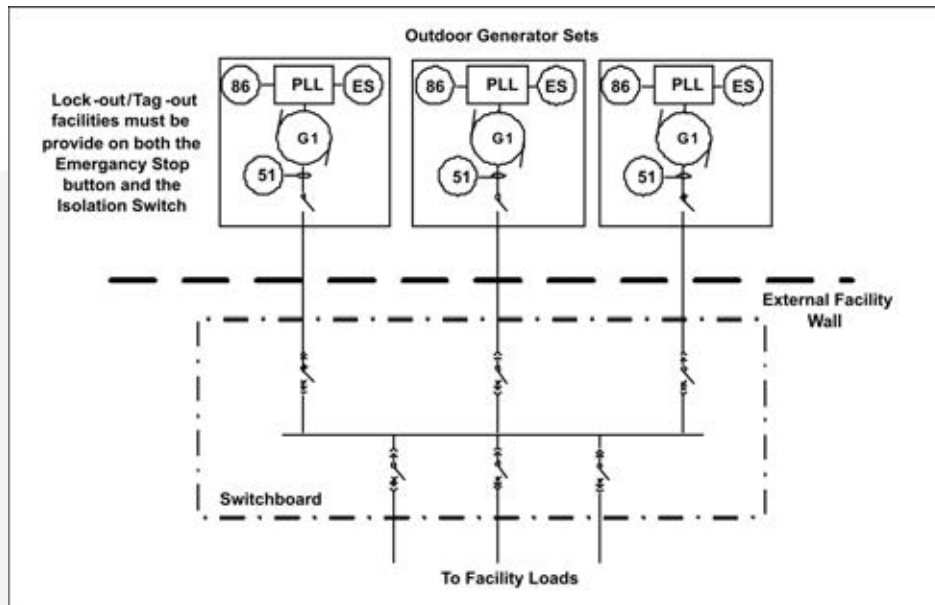 Outdoor Generator Sets
Lock-out/Tag-out
facilities must be
provide on both the
Emergancy Stop
button and the
Isolation Switch
86 PLL ES
G1
51
86 PLL ES
G1
51
86 PLL ES
G1
51
External Facility
Wall
Switchboard
To Facility Loads